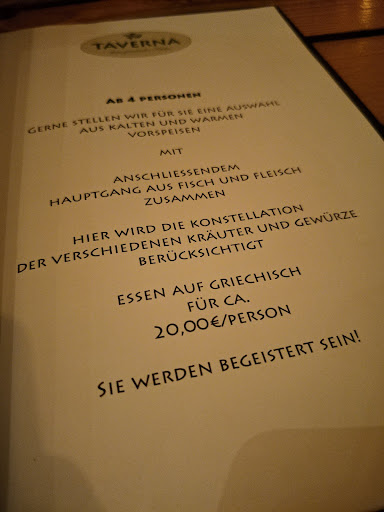 TAVERNA
AB 4 PERSONEN
GERNE STELLEN WIR FÜR SIE EINE AUSWAHL
AUS KALTEN UND WARMEN
VORSPEISEN
MIT
ANSCHLIESSENDEM
HAUPTGANG AUS FISCH UND FLEISCH
ZUSAMMEN
HIER WIRD DIE KONSTELLATION
DER VERSCHIEDENEN KRÄUTER UND GEWÜRZE
BERÜCKSICHTIGT
ESSEN AUF GRIECHISCH
FÜR CA.
20,00€/PERSON
SIE WERDEN BEGEISTERT SEIN!